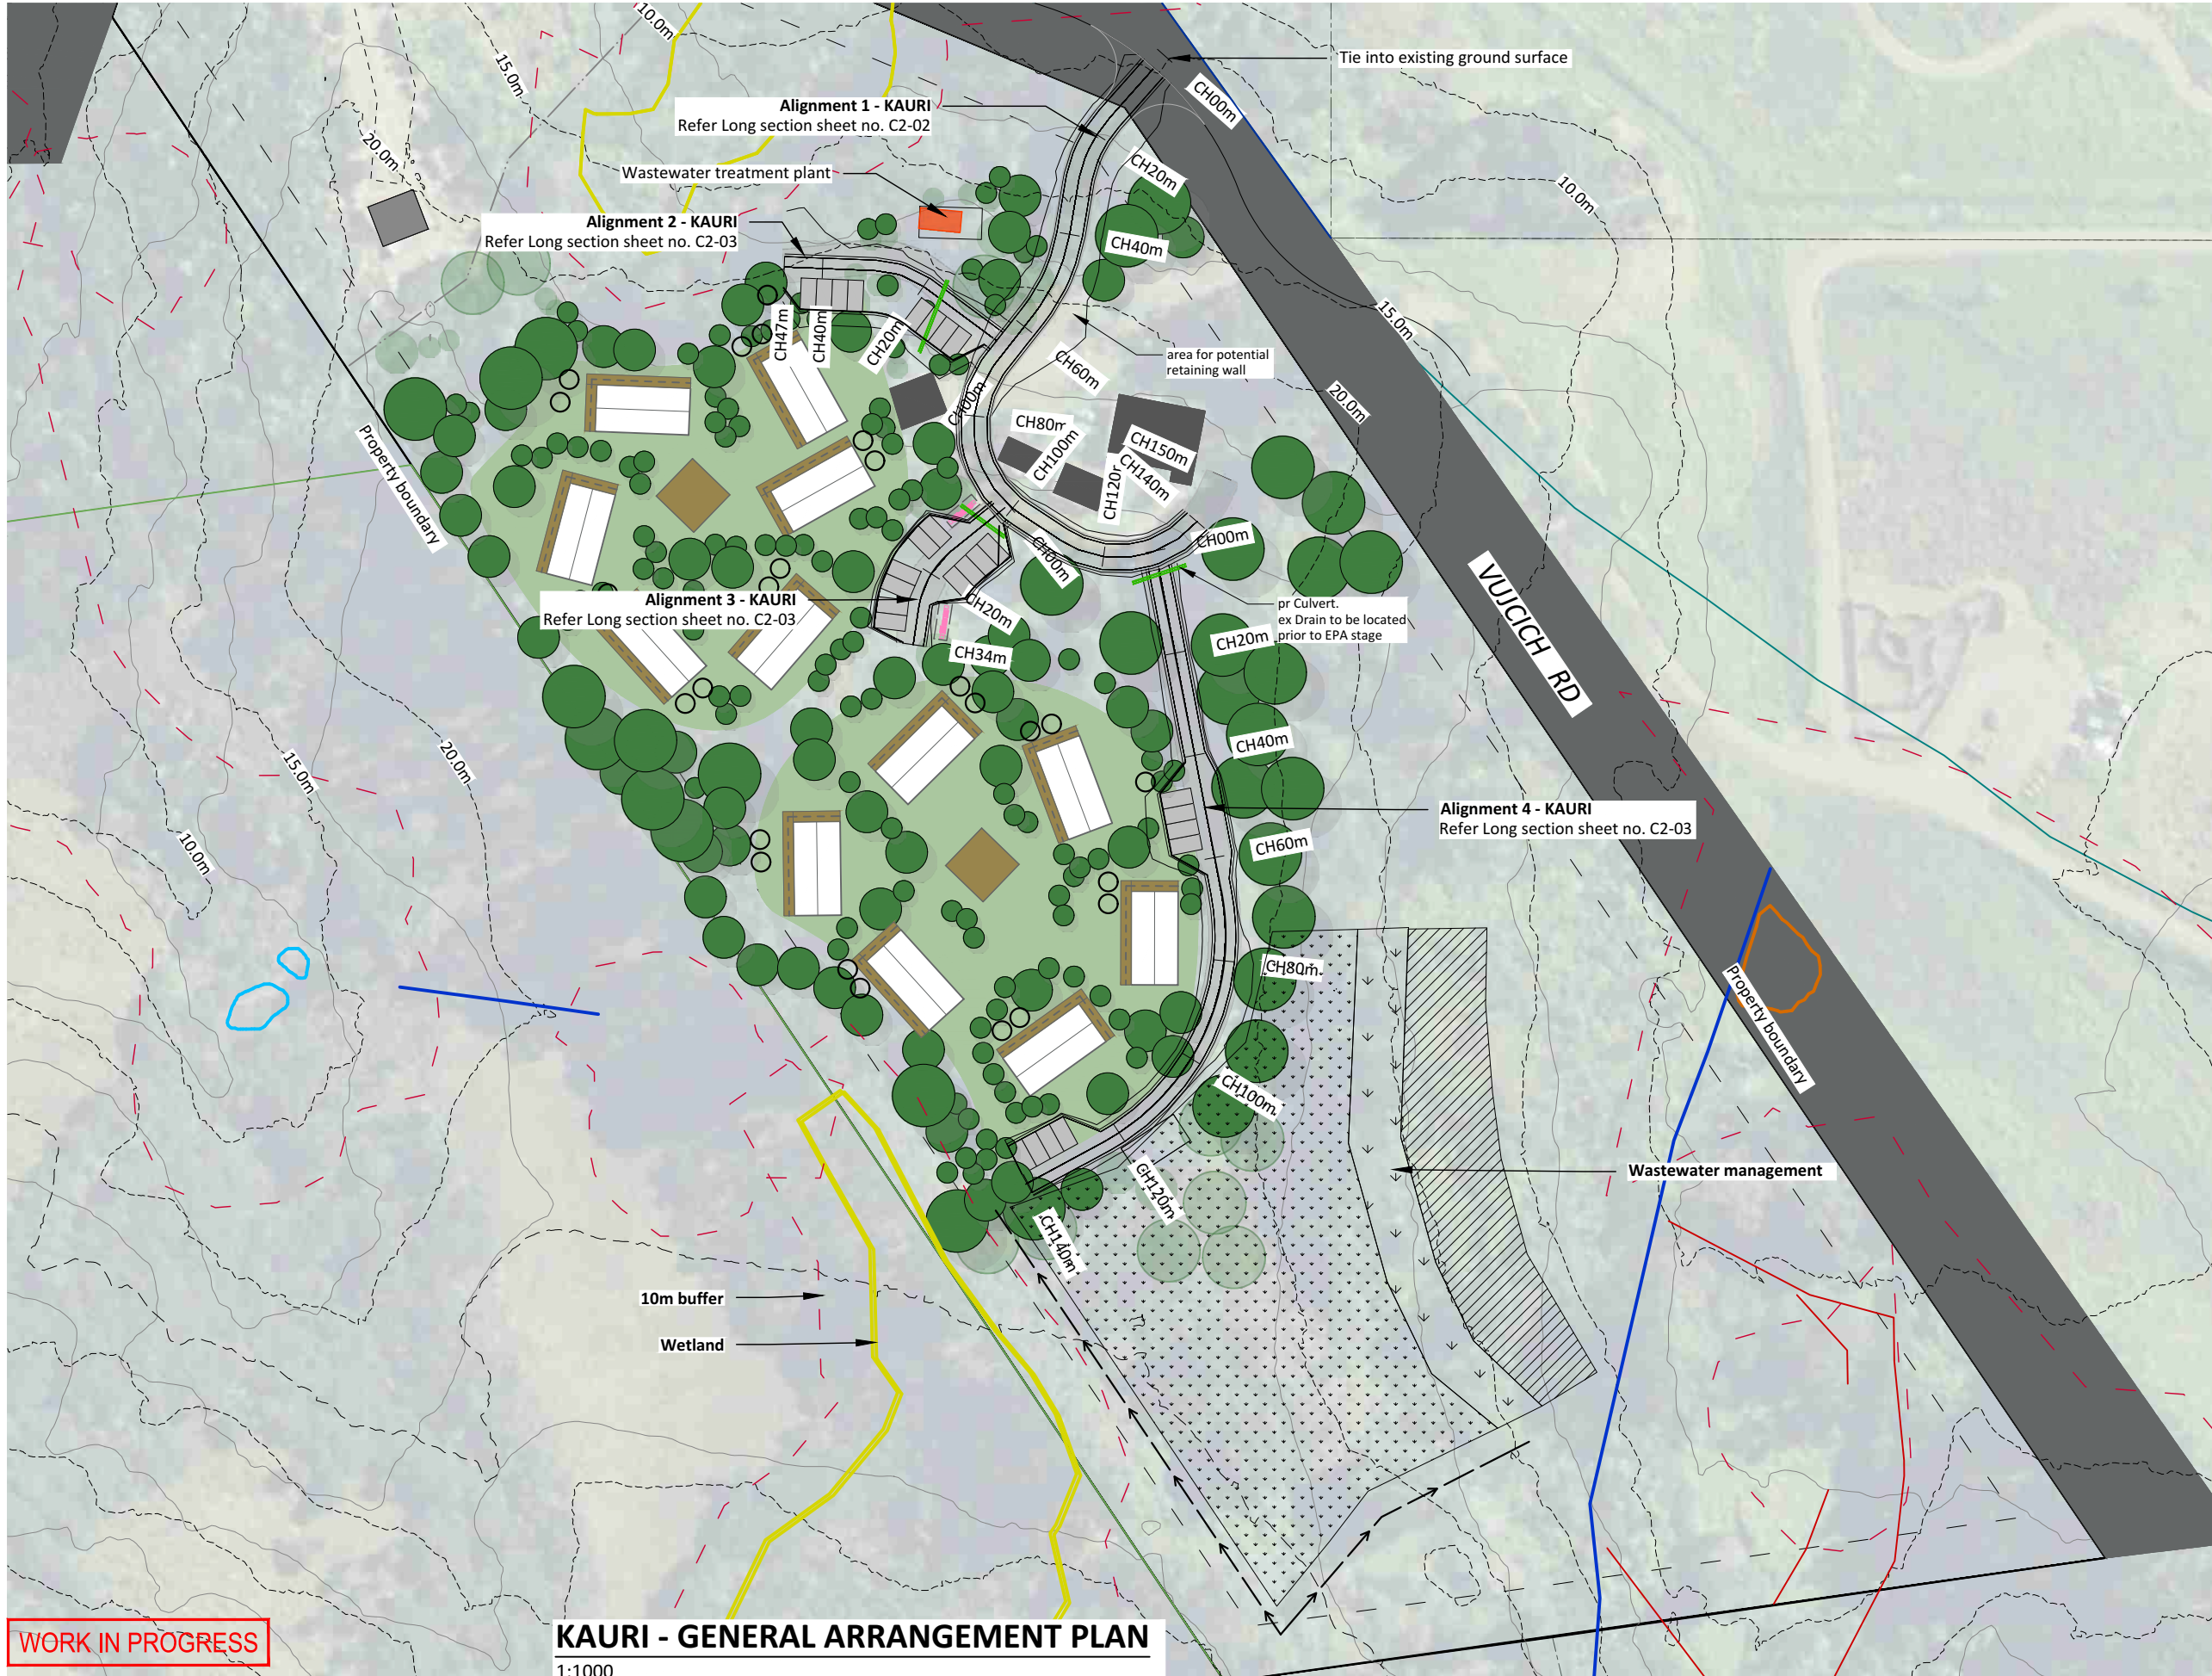 10.0m
15.0m
20.0m
Tie into existing ground surface
CH00m
Alignment 1 - KAURI
Refer Long section sheet no. C2-02
Wastewater treatment plant
CH20m
10.0m
Alignment 2 - KAURI
Refer Long section sheet no. C2-03
CH40m
CH47m
CH40m
CH20m
15.0m
area for potential
retaining wall
CH60m
20.0m
CH00m
CH80m
CH100m
CH150m
CH140m
CH120m
Property boundary
CH00m
CH00m
VUJCICH RD
Alignment 3 - KAURI
Refer Long section sheet no. C2-03
CH20m
pr Culvert.
ex Drain to be located
prior to EPA stage
CH20m
CH34m
CH40m
20.0m
15.0m
10.0m
Alignment 4 - KAURI
Refer Long section sheet no. C2-03
CH60m
CH80m
Property boundary
CH100m
Wastewater management
CH120m
CH140m
10m buffer
Wetland
WORK IN PROGRESS
KAURI - GENERAL ARRANGEMENT PLAN
1:1000